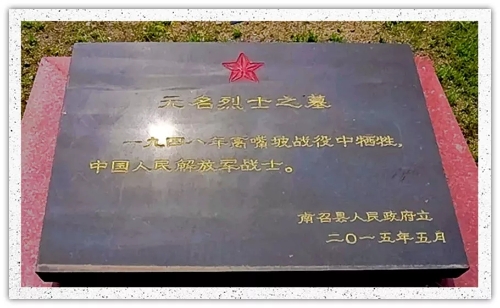 无名烈士之墓
一九四八年离嘴坡战役中牺牲,
中国人民解放军战士。
南召县人民政府立
二〇一五年五月